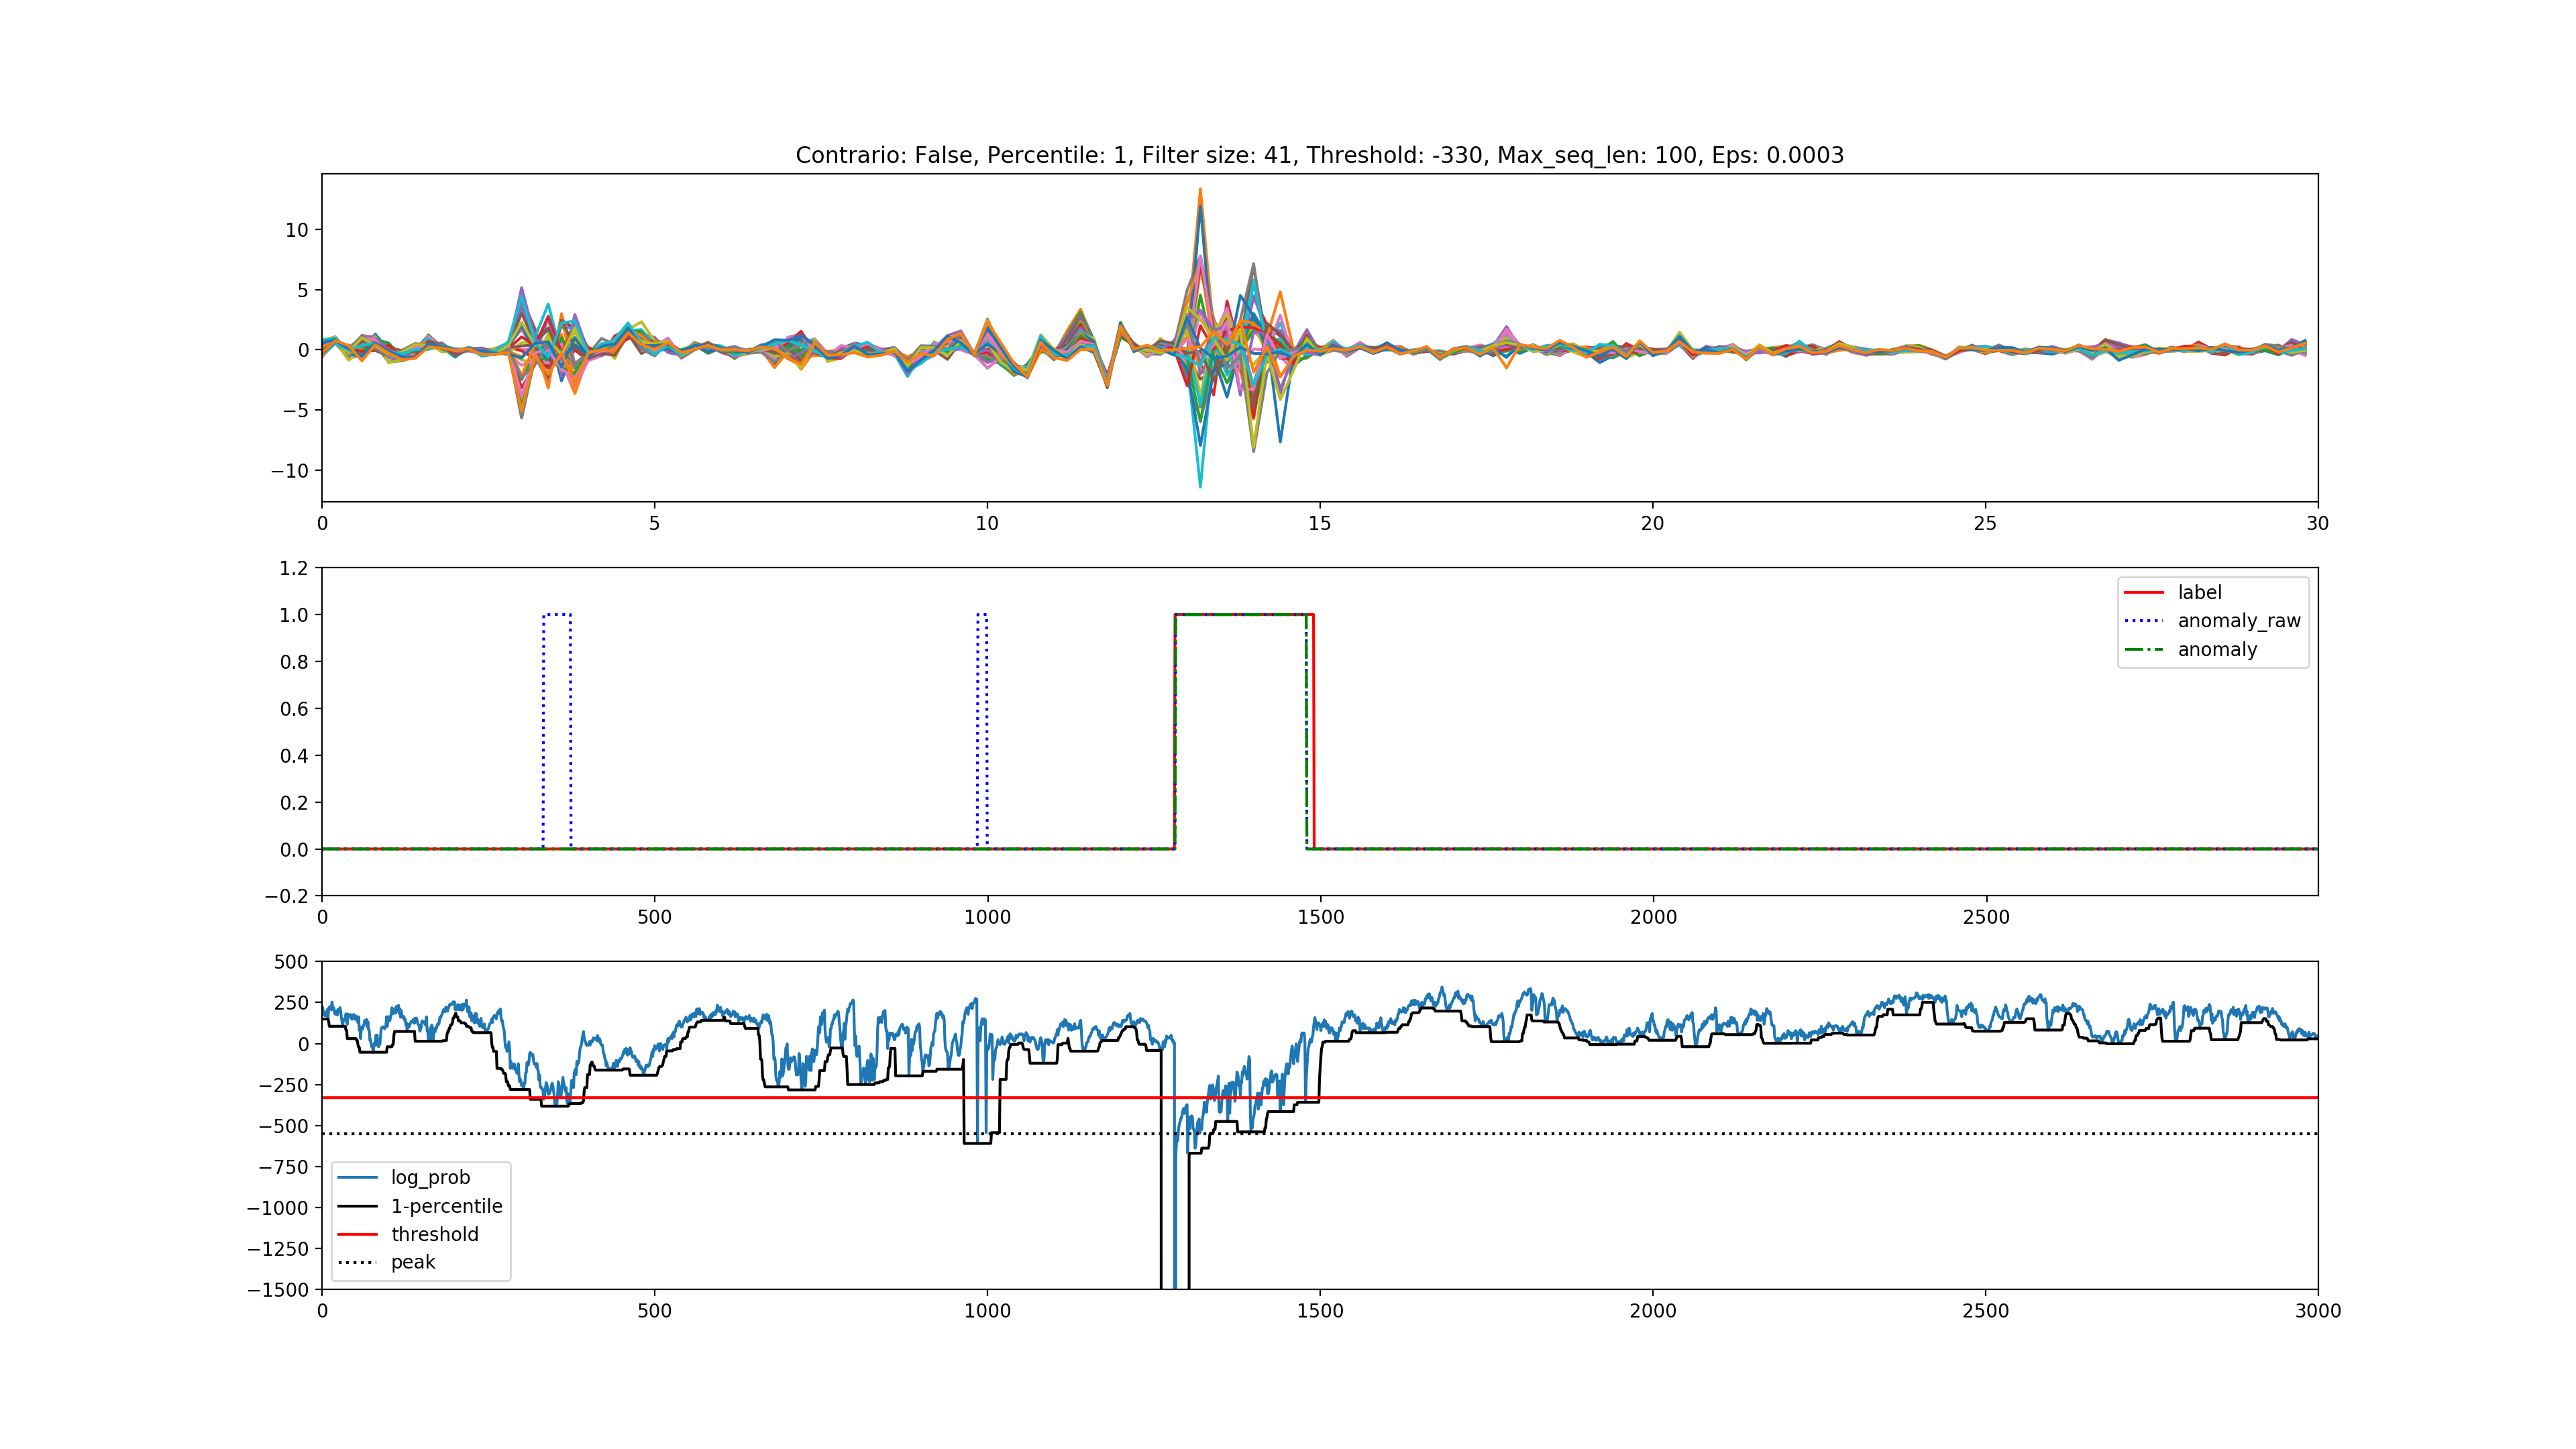 Contrario: False, Percentile: 1, Filter size: 41, Threshold: -330, Max_seq_len: 100, Eps: 0.0003
10
5
0
−5
−10
0 5 10 15 20 25 30
1.2
1.0
0.8
0.6
0.4
0.2
0.0
−0.2
label
anomaly_raw
anomaly
0 500 1000 1500 2000 2500
500
250
0
−250
−500
−750
−1000
−1250
−1500
log_prob
1-percentile
threshold
peak
0 500 1000 1500 2000 2500 3000